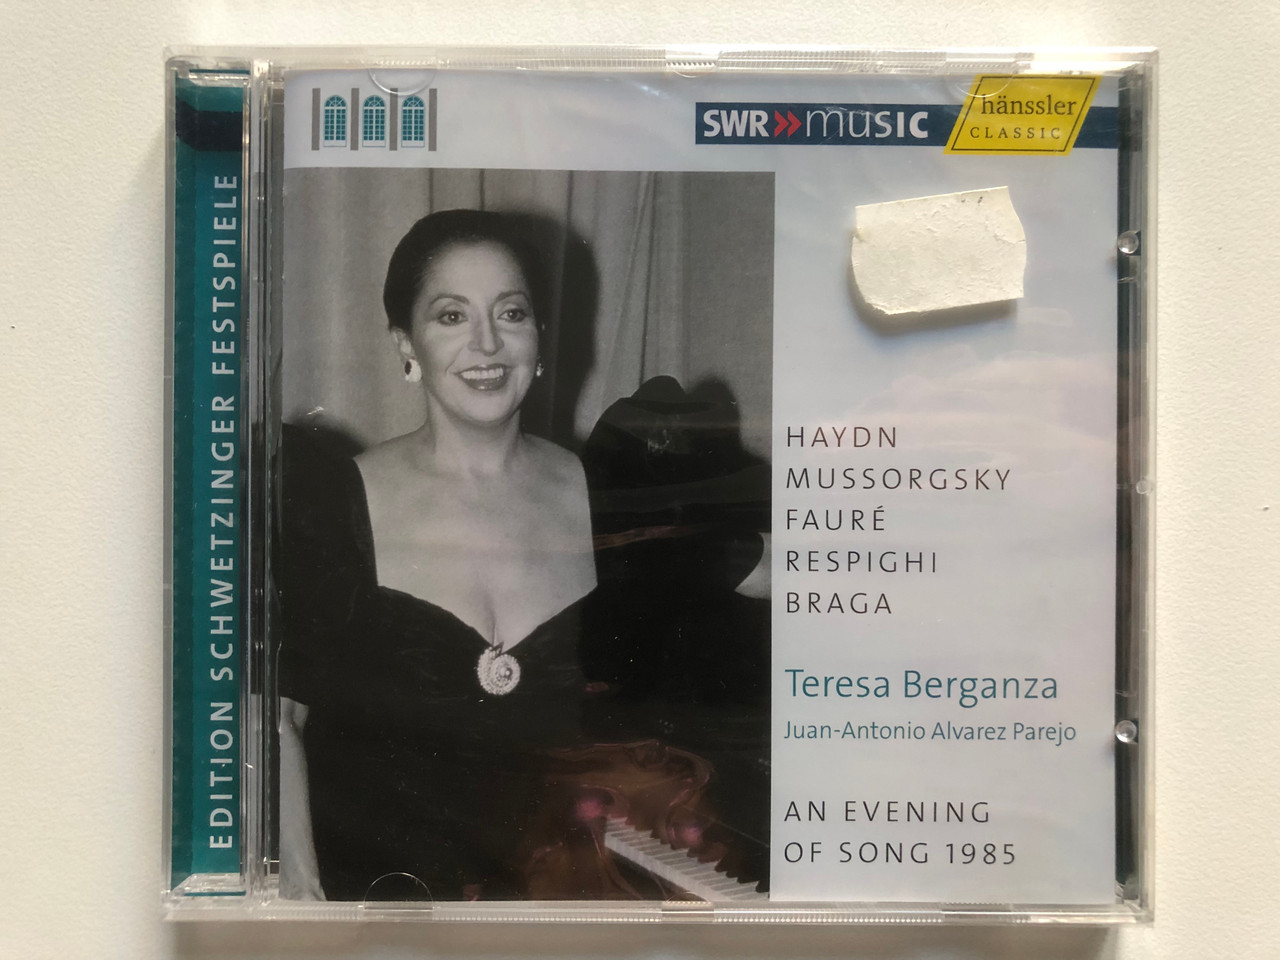 EDITION SCHWETZINGER FESTSPIELE
SWR»music
hänssler
CLASSIC
HAYDN
MUSSORGSKY
FAURÉ
RESPIGHI
BRAGA
Teresa Berganza
Juan-Antonio Alvarez Parejo
AN EVENING
OF SONG 1985